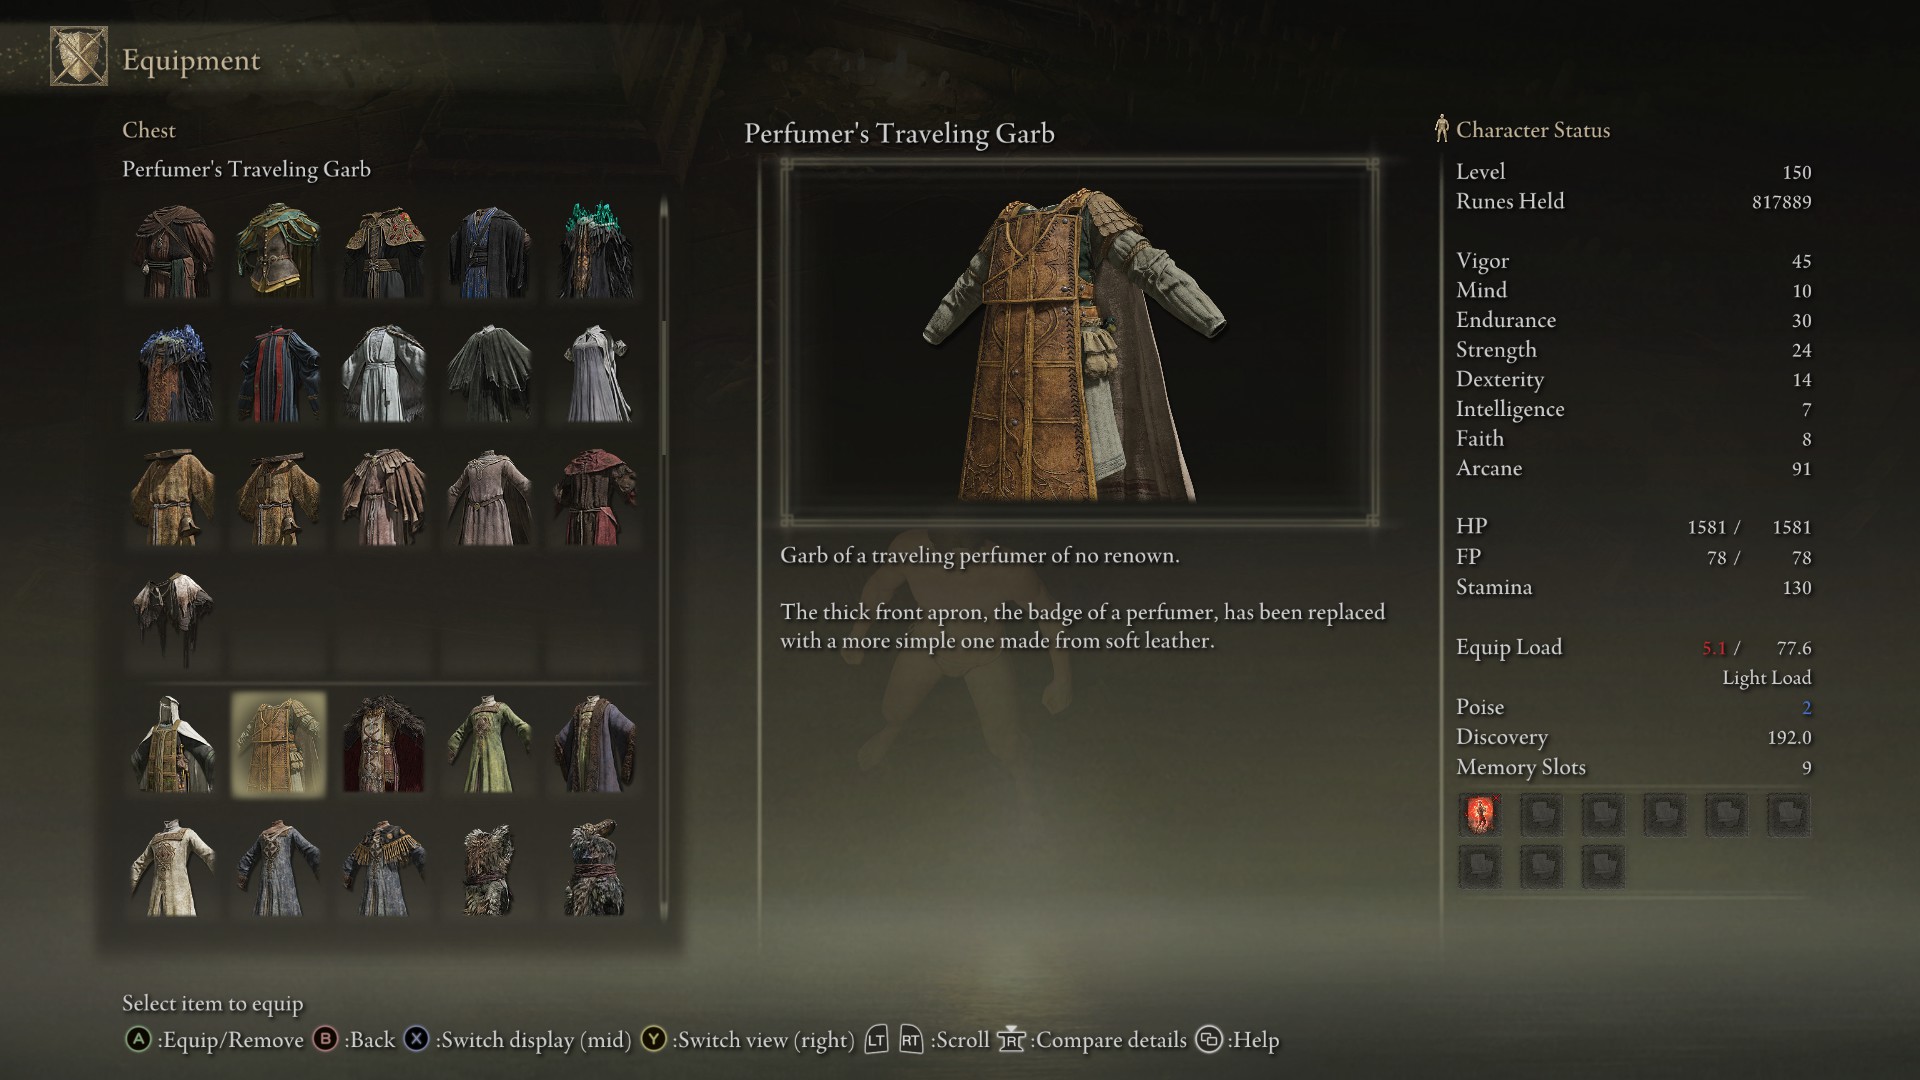 Equipment
Chest
Perfumer's Traveling Garb
Perfumer's Traveling Garb
Garb of a traveling perfumer of no renown.
The thick front apron, the badge of a perfumer, has been replaced
with a more simple one made from soft leather.
Character Status
Level 150
Runes Held 817889
Vigor 45
Mind 10
Endurance 30
Strength 24
Dexterity 14
Intelligence 7
Faith 8
Arcane 91
HP 1581 / 1581
FP 78 / 78
Stamina 130
Equip Load 5.1 / 77.6
Light Load
Poise 2
Discovery 192.0
Memory Slots 9
Select item to equip
A :Equip/Remove B :Back X :Switch display (mid) Y :Switch view (right) LT RT :Scroll R :Compare details :Help